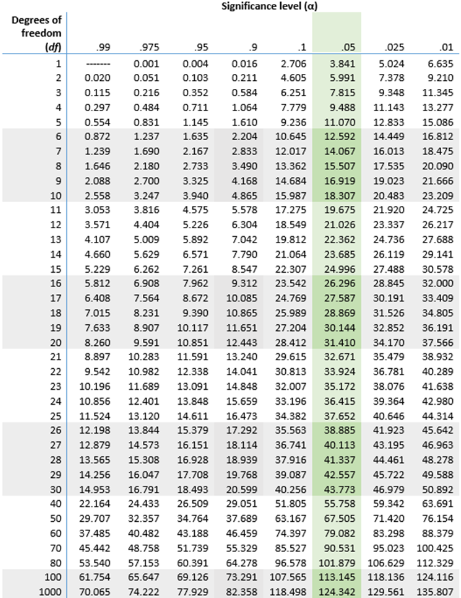 Significance level (α)
Degrees of
freedom
(df) .99 .975 .95 .9 .1 .05 .025 .01
1 ------- 0.001 0.004 0.016 2.706 3.841 5.024 6.635
2 0.020 0.051 0.103 0.211 4.605 5.991 7.378 9.210
3 0.115 0.216 0.352 0.584 6.251 7.815 9.348 11.345
4 0.297 0.484 0.711 1.064 7.779 9.488 11.143 13.277
5 0.554 0.831 1.145 1.610 9.236 11.070 12.833 15.086
6 0.872 1.237 1.635 2.204 10.645 12.592 14.449 16.812
7 1.239 1.690 2.167 2.833 12.017 14.067 16.013 18.475
8 1.646 2.180 2.733 3.490 13.362 15.507 17.535 20.090
9 2.088 2.700 3.325 4.168 14.684 16.919 19.023 21.666
10 2.558 3.247 3.940 4.865 15.987 18.307 20.483 23.209
11 3.053 3.816 4.575 5.578 17.275 19.675 21.920 24.725
12 3.571 4.404 5.226 6.304 18.549 21.026 23.337 26.217
13 4.107 5.009 5.892 7.042 19.812 22.362 24.736 27.688
14 4.660 5.629 6.571 7.790 21.064 23.685 26.119 29.141
15 5.229 6.262 7.261 8.547 22.307 24.996 27.488 30.578
16 5.812 6.908 7.962 9.312 23.542 26.296 28.845 32.000
17 6.408 7.564 8.672 10.085 24.769 27.587 30.191 33.409
18 7.015 8.231 9.390 10.865 25.989 28.869 31.526 34.805
19 7.633 8.907 10.117 11.651 27.204 30.144 32.852 36.191
20 8.260 9.591 10.851 12.443 28.412 31.410 34.170 37.566
21 8.897 10.283 11.591 13.240 29.615 32.671 35.479 38.932
22 9.542 10.982 12.338 14.041 30.813 33.924 36.781 40.289
23 10.196 11.689 13.091 14.848 32.007 35.172 38.076 41.638
24 10.856 12.401 13.848 15.659 33.196 36.415 39.364 42.980
25 11.524 13.120 14.611 16.473 34.382 37.652 40.646 44.314
26 12.198 13.844 15.379 17.292 35.563 38.885 41.923 45.642
27 12.879 14.573 16.151 18.114 36.741 40.113 43.195 46.963
28 13.565 15.308 16.928 18.939 37.916 41.337 44.461 48.278
29 14.256 16.047 17.708 19.768 39.087 42.557 45.722 49.588
30 14.953 16.791 18.493 20.599 40.256 43.773 46.979 50.892
40 22.164 24.433 26.509 29.051 51.805 55.758 59.342 63.691
50 29.707 32.357 34.764 37.689 63.167 67.505 71.420 76.154
60 37.485 40.482 43.188 46.459 74.397 79.082 83.298 88.379
70 45.442 48.758 51.739 55.329 85.527 90.531 95.023 100.425
80 53.540 57.153 60.391 64.278 96.578 101.879 106.629 112.329
100 61.754 65.647 69.126 73.291 107.565 113.145 118.136 124.116
1000 70.065 74.222 77.929 82.358 118.498 124.342 129.561 135.807